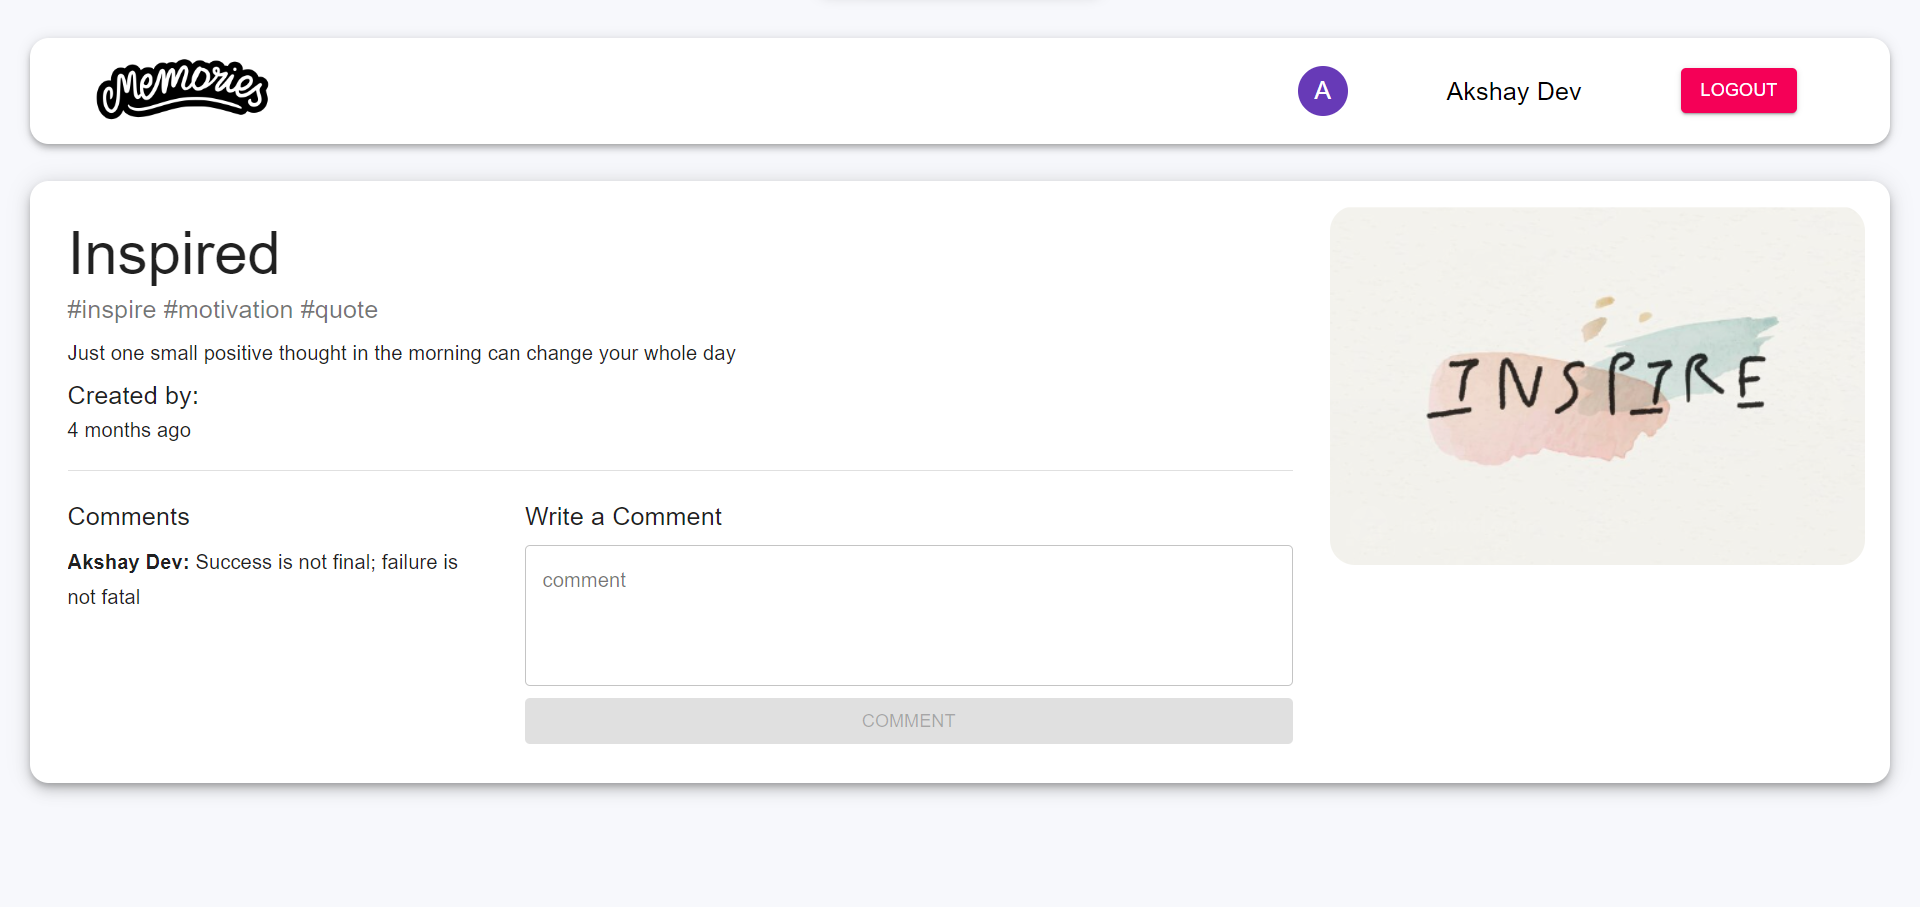 Memories
A
Akshay Dev
LOGOUT
Inspired
#inspire #motivation #quote
Just one small positive thought in the morning can change your whole day
Created by:
4 months ago
INSPIRE
Comments
Akshay Dev: Success is not final; failure is
not fatal
Write a Comment
comment
COMMENT